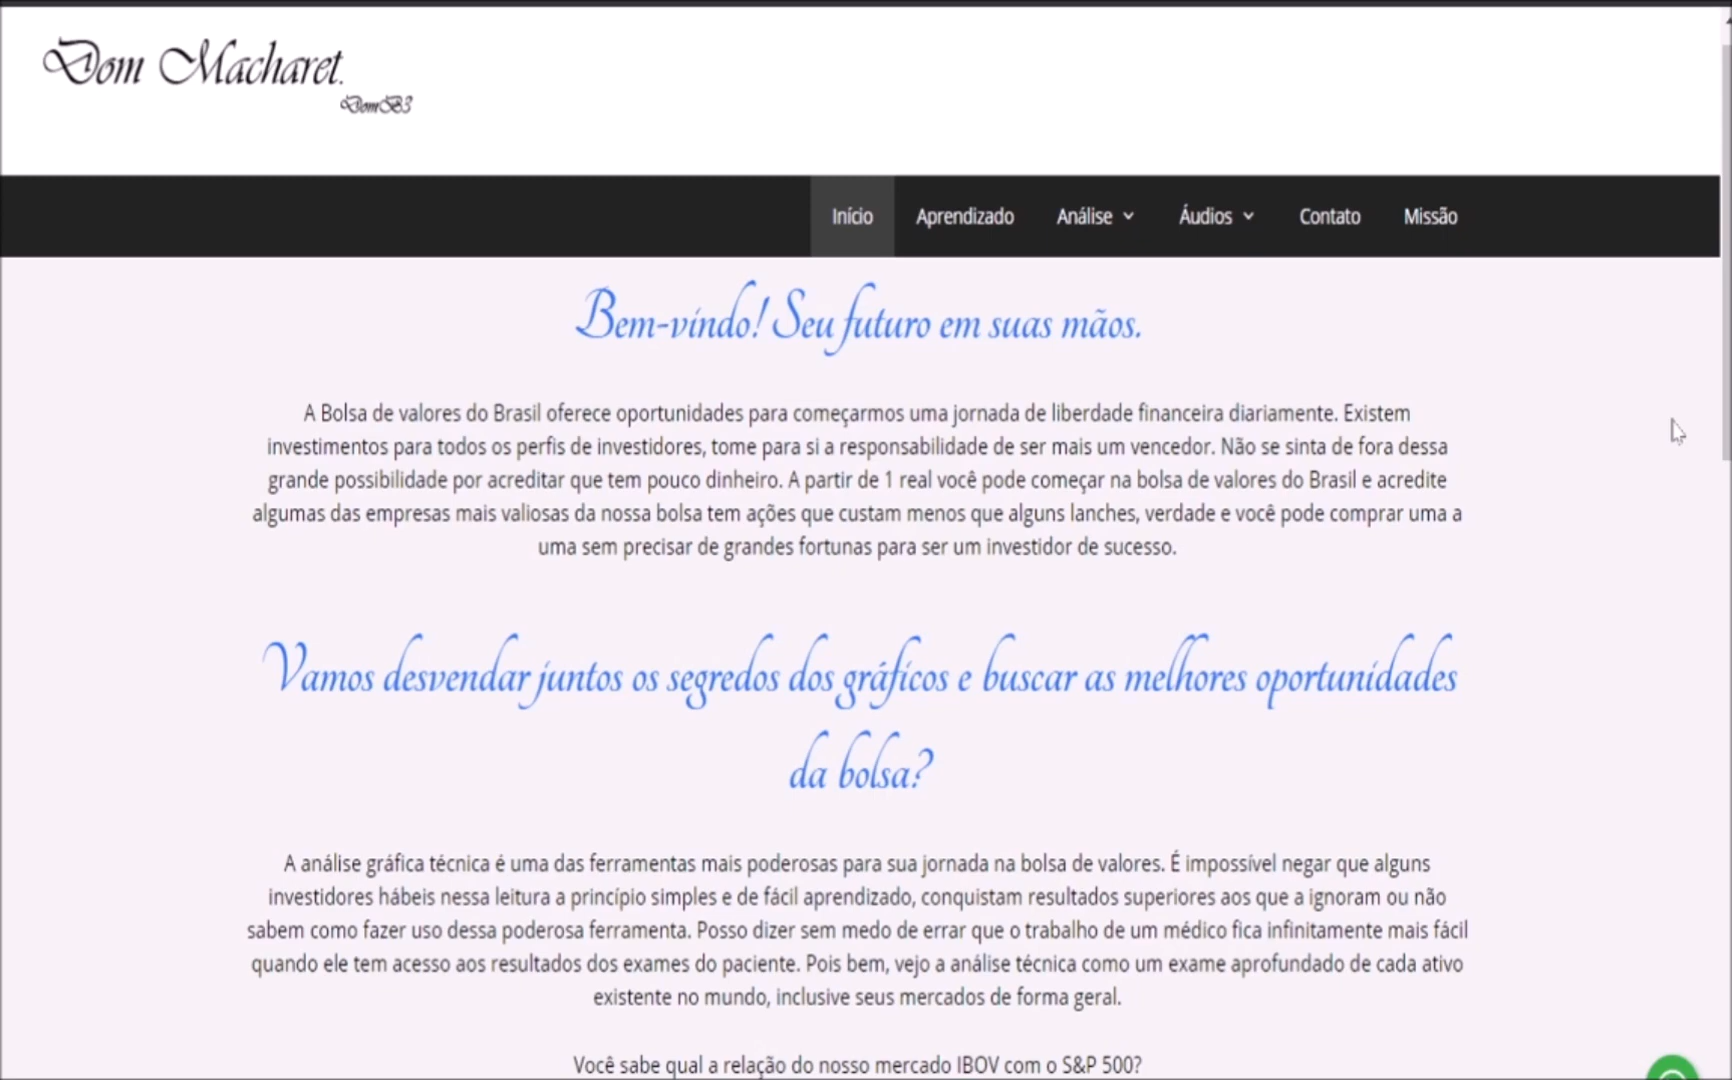 Dom Macharet.
DomB3
Início Aprendizado Análise Áudios Contato Missão
Bem-vindo! Seu futuro em suas mãos.
A Bolsa de valores do Brasil oferece oportunidades para começarmos uma jornada de liberdade financeira diariamente. Existem
investimentos para todos os perfis de investidores, tome para si a responsabilidade de ser mais um vencedor. Não se sinta de fora dessa
grande possibilidade por acreditar que tem pouco dinheiro. A partir de 1 real você pode começar na bolsa de valores do Brasil e acredite
algumas das empresas mais valiosas da nossa bolsa tem ações que custam menos que alguns lanches, verdade e você pode comprar uma a
uma sem precisar de grandes fortunas para ser um investidor de sucesso.
Vamos desvendar juntos os segredos dos gráficos e buscar as melhores oportunidades
da bolsa?
A análise gráfica técnica é uma das ferramentas mais poderosas para sua jornada na bolsa de valores. É impossível negar que alguns
investidores hábeis nessa leitura a princípio simples e de fácil aprendizado, conquistam resultados superiores aos que a ignoram ou não
sabem como fazer uso dessa poderosa ferramenta. Posso dizer sem medo de errar que o trabalho de um médico fica infinitamente mais fácil
quando ele tem acesso aos resultados dos exames do paciente. Pois bem, vejo a análise técnica como um exame aprofundado de cada ativo
existente no mundo, inclusive seus mercados de forma geral.
Você sabe qual a relação do nosso mercado IBOV com o S&P 500?